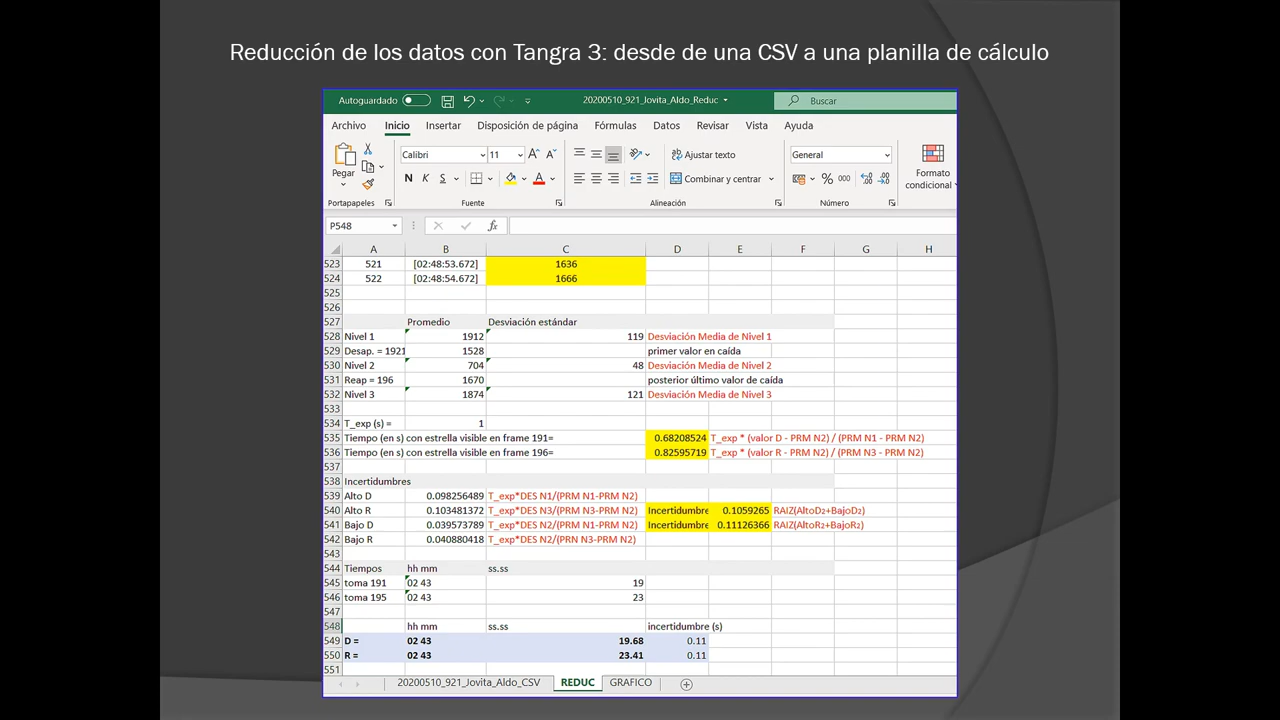 Reducción de los datos con Tangra 3: desde de una CSV a una planilla de cálculo
Autoguardado 20200510_921_Jovita_Aldo_Reduc Buscar
Archivo Inicio Insertar Disposición de página Fórmulas Datos Revisar Vista Ayuda
Calibri 11 Ajustar texto General
Pegar N K S Combinar y centrar % 000 Formato condicional
Portapapeles Fuente Alineación Número
P548 fx
A B C D E F G H
523 521 [02:48:53.672] 1636
524 522 [02:48:54.672] 1666
525
526
527 Promedio Desviación estándar
528 Nivel 1 1912 119 Desviación Media de Nivel 1
529 Desap. = 1921 1528 primer valor en caída
530 Nivel 2 704 48 Desviación Media de Nivel 2
531 Reap = 196 1670 posterior último valor de caída
532 Nivel 3 1874 121 Desviación Media de Nivel 3
533
534 T_exp (s) = 1
535 Tiempo (en s) con estrella visible en frame 191= 0.68208524 T_exp * (valor D - PRM N2) / (PRM N1 - PRM N2)
536 Tiempo (en s) con estrella visible en frame 196= 0.82595719 T_exp * (valor R - PRM N2) / (PRM N3 - PRM N2)
537
538 Incertidumbres
539 Alto D 0.098256489 T_exp*DES N1/(PRM N1-PRM N2)
540 Alto R 0.103481372 T_exp*DES N3/(PRM N3-PRM N2) Incertidumbre 0.1059265 RAIZ(AltoD2+BajoD2)
541 Bajo D 0.039573789 T_exp*DES N2/(PRM N1-PRM N2) Incertidumbre 0.11126366 RAIZ(AltoR2+BajoR2)
542 Bajo R 0.040880418 T_exp*DES N2/(PRN N3-PRM N2)
543
544 Tiempos hh mm ss.ss
545 toma 191 02 43 19
546 toma 195 02 43 23
547
548 hh mm ss.ss incertidumbre (s)
549 D = 02 43 19.68 0.11
550 R = 02 43 23.41 0.11
551
20200510_921_Jovita_Aldo_CSV REDUC GRAFICO